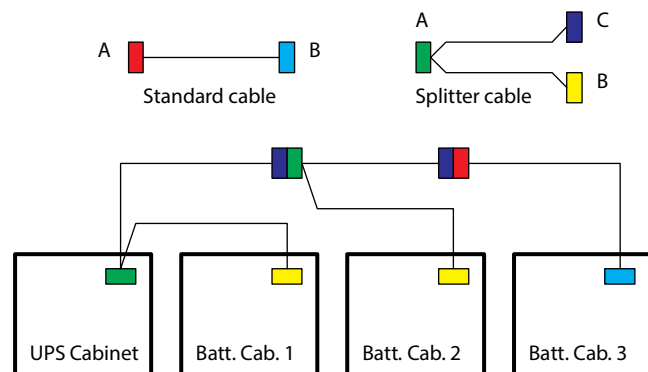 A
B
Standard cable
A
C
B
Splitter cable
UPS Cabinet
Batt. Cab. 1
Batt. Cab. 2
Batt. Cab. 3